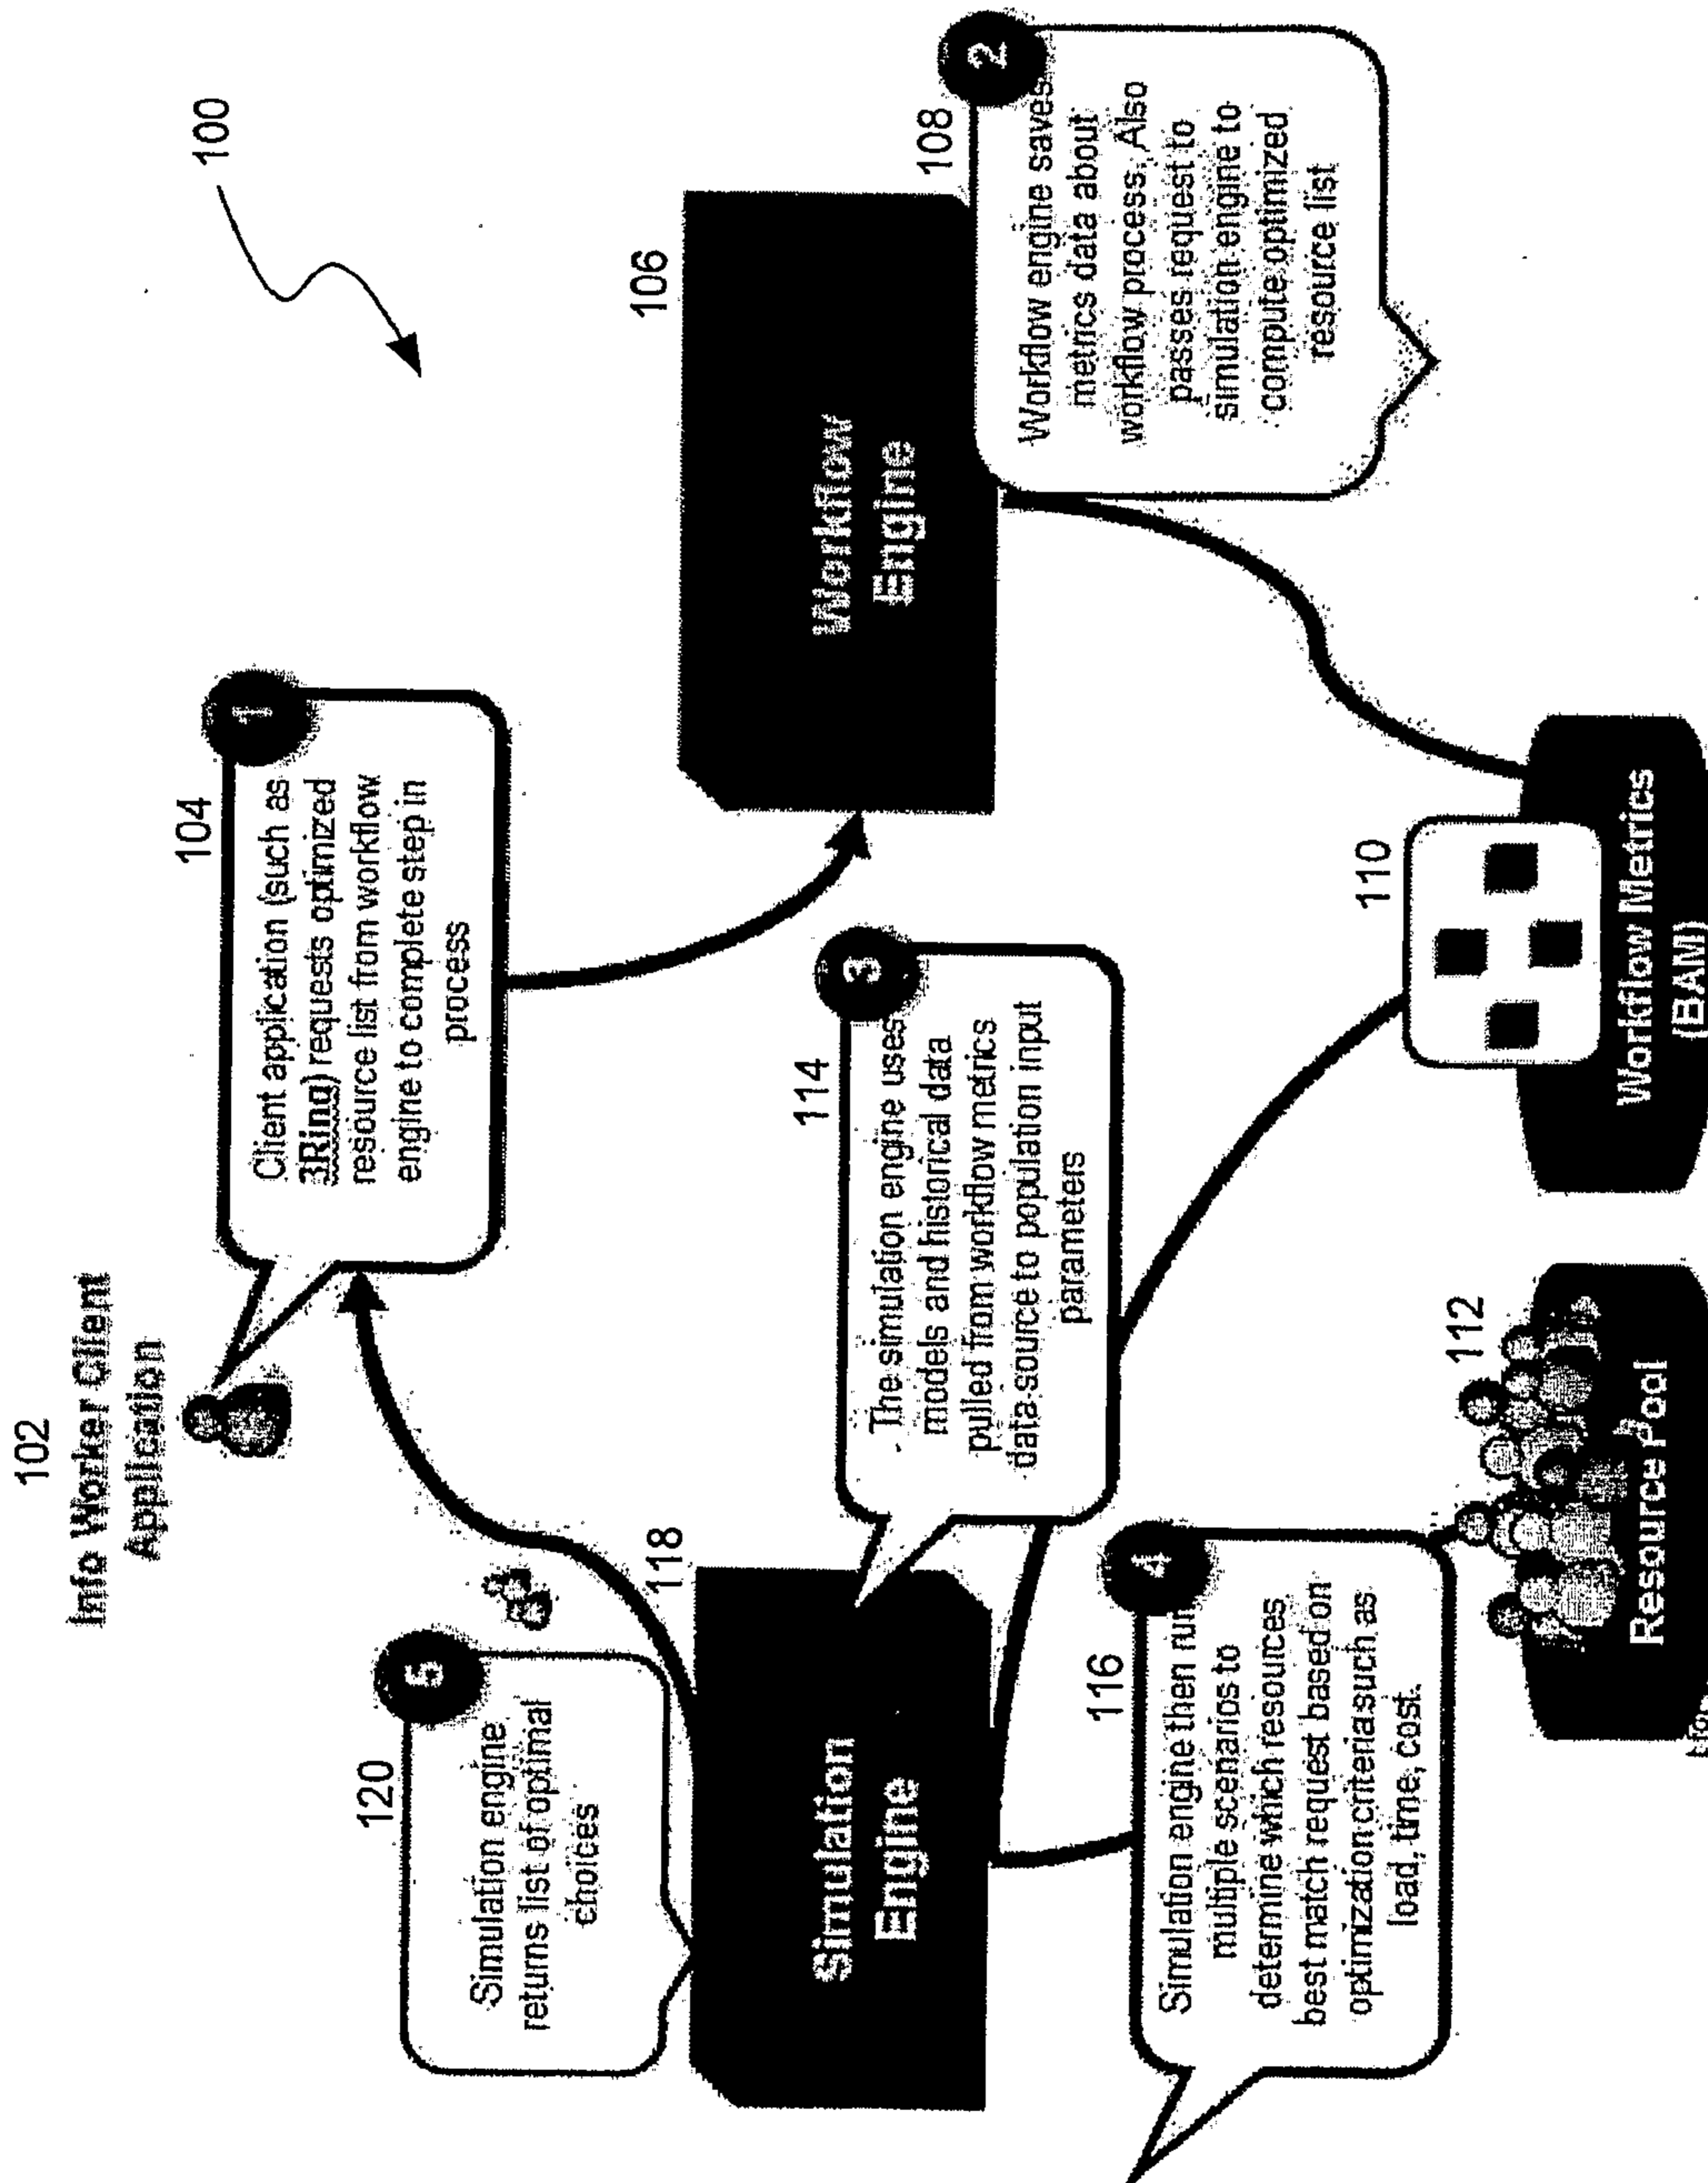 102
Info Worker Client
Application
100
104
1
Client application (such as
3Ring) requests optimized
resource list from workflow
engine to complete step in
process
106
Workflow
Engine
108
2
Workflow engine saves
metrics data about
workflow process. Also
passes request to
simulation engine to
compute optimized
resource list
120
Simulation engine
returns list of optimal
choices
118
Simulation
Engine
114
3
The simulation engine uses
models and historical data
pulled from workflow metrics
data source to population input
parameters
116
4
Simulation engine then run
multiple scenarios to
determine which resources
best match request based on
optimization criteria such as
load, time, cost.
112
Resource Pool
110
Workflow Metrics
(BAM)